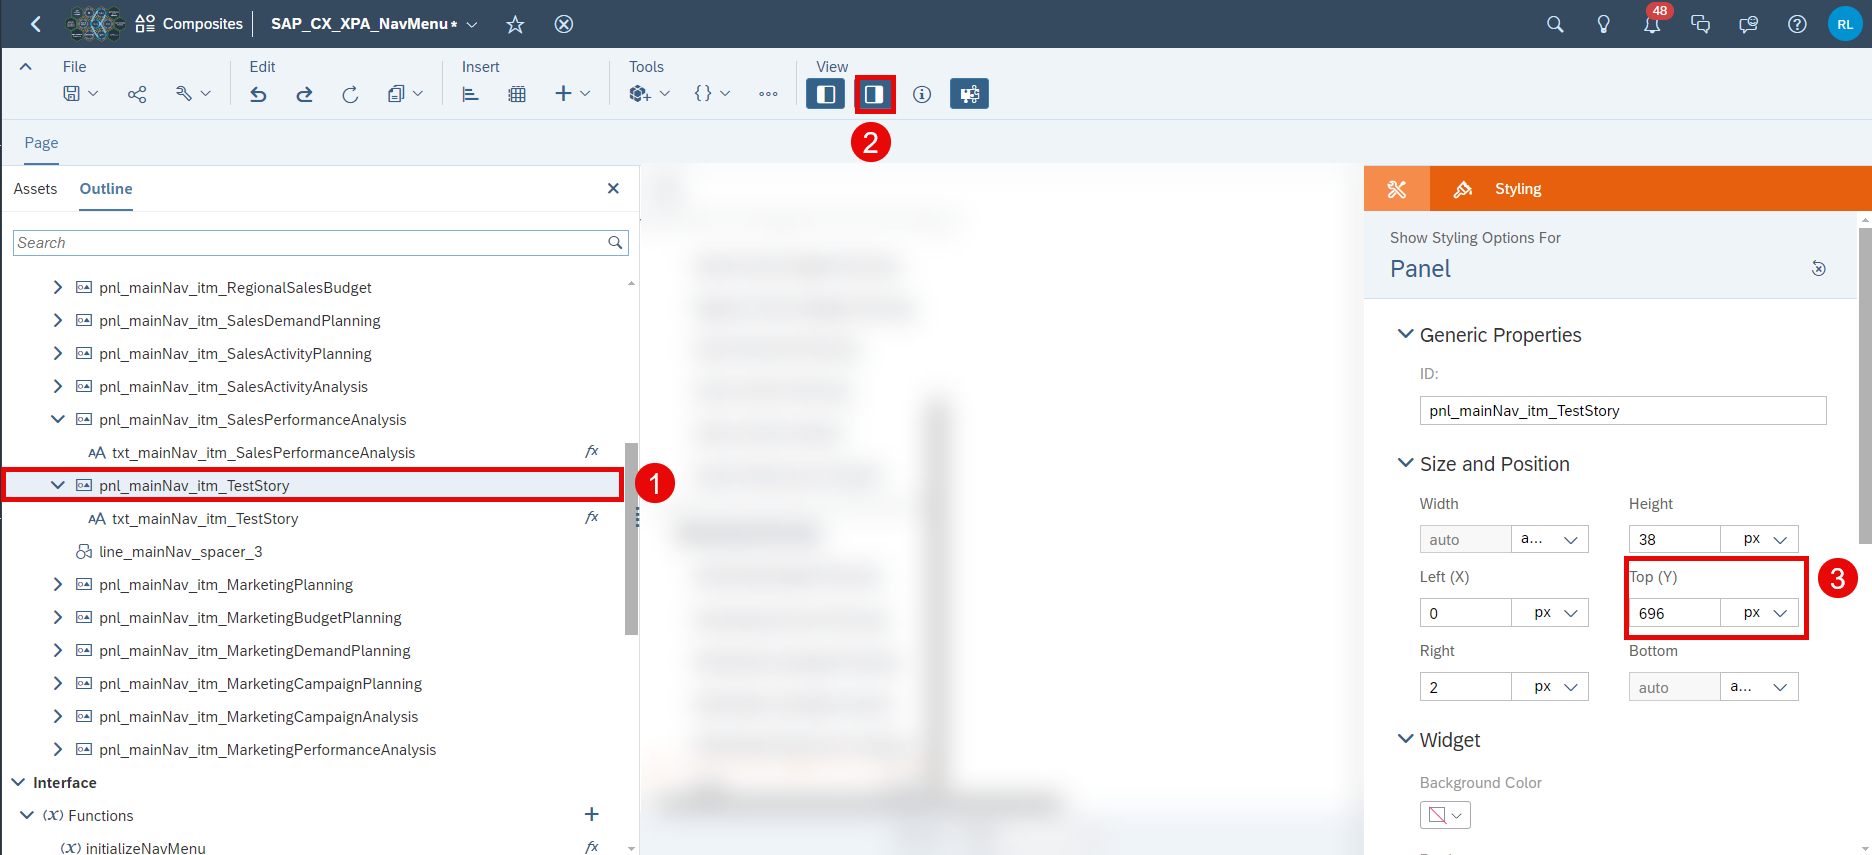 Composites
SAP_CX_XPA_NavMenu *
48
RL
File
Edit
Insert
Tools
View
2
Page
Assets
Outline
Search
pnl_mainNav_itm_RegionalSalesBudget
pnl_mainNav_itm_SalesDemandPlanning
pnl_mainNav_itm_SalesActivityPlanning
pnl_mainNav_itm_SalesActivityAnalysis
pnl_mainNav_itm_SalesPerformanceAnalysis
AA txt_mainNav_itm_SalesPerformanceAnalysis fx
pnl_mainNav_itm_TestStory
1
AA txt_mainNav_itm_TestStory fx
line_mainNav_spacer_3
pnl_mainNav_itm_MarketingPlanning
pnl_mainNav_itm_MarketingBudgetPlanning
pnl_mainNav_itm_MarketingDemandPlanning
pnl_mainNav_itm_MarketingCampaignPlanning
pnl_mainNav_itm_MarketingCampaignAnalysis
pnl_mainNav_itm_MarketingPerformanceAnalysis
Interface
(x) Functions
(x) initializeNavMenu fx
Styling
Show Styling Options For
Panel
Generic Properties
ID:
pnl_mainNav_itm_TestStory
Size and Position
Width
Height
auto a...
38 px
Left (X)
Top (Y)
3
0 px
696 px
Right
Bottom
2 px
auto a...
Widget
Background Color